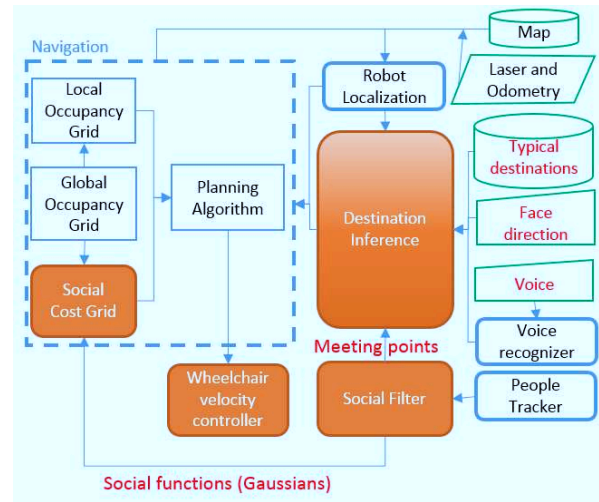 Navigation
Map
Local
Occupancy
Grid
Robot
Localization
Laser and
Odometry
Global
Occupancy
Grid
Planning
Algorithm
Destination
Inference
Typical
destinations
Face
direction
Social
Cost Grid
Voice
Meeting points
Voice
recognizer
Wheelchair
velocity
controller
Social Filter
People
Tracker
Social functions (Gaussians)